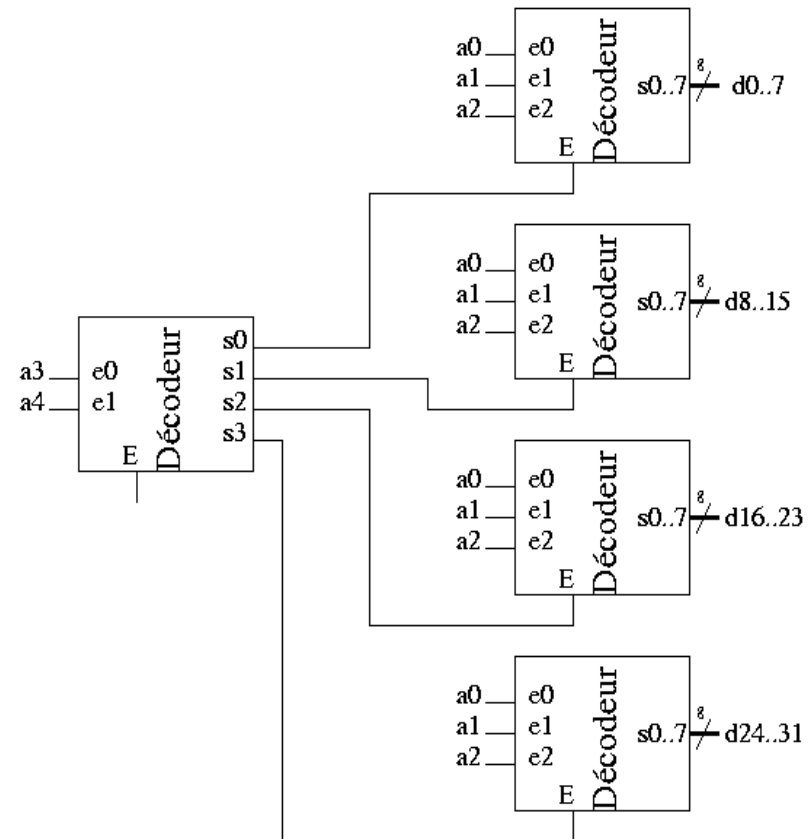 a0 e0
a1 e1
a2 e2
E
Décodeur
s0..7
8
d0..7
a0 e0
a1 e1
a2 e2
E
Décodeur
s0..7
8
d8..15
a3 e0
a4 e1
E
Décodeur
s0
s1
s2
s3
a0 e0
a1 e1
a2 e2
E
Décodeur
s0..7
8
d16..23
a0 e0
a1 e1
a2 e2
E
Décodeur
s0..7
8
d24..31